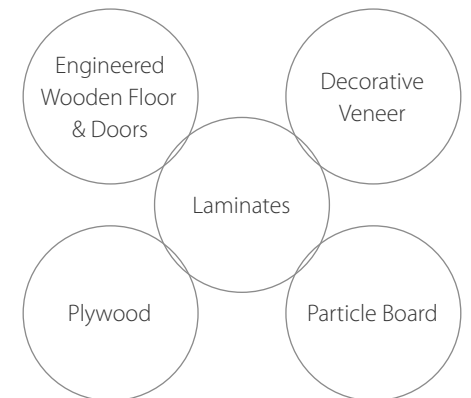 Engineered
Wooden Floor
& Doors
Decorative
Veneer
Laminates
Plywood
Particle Board